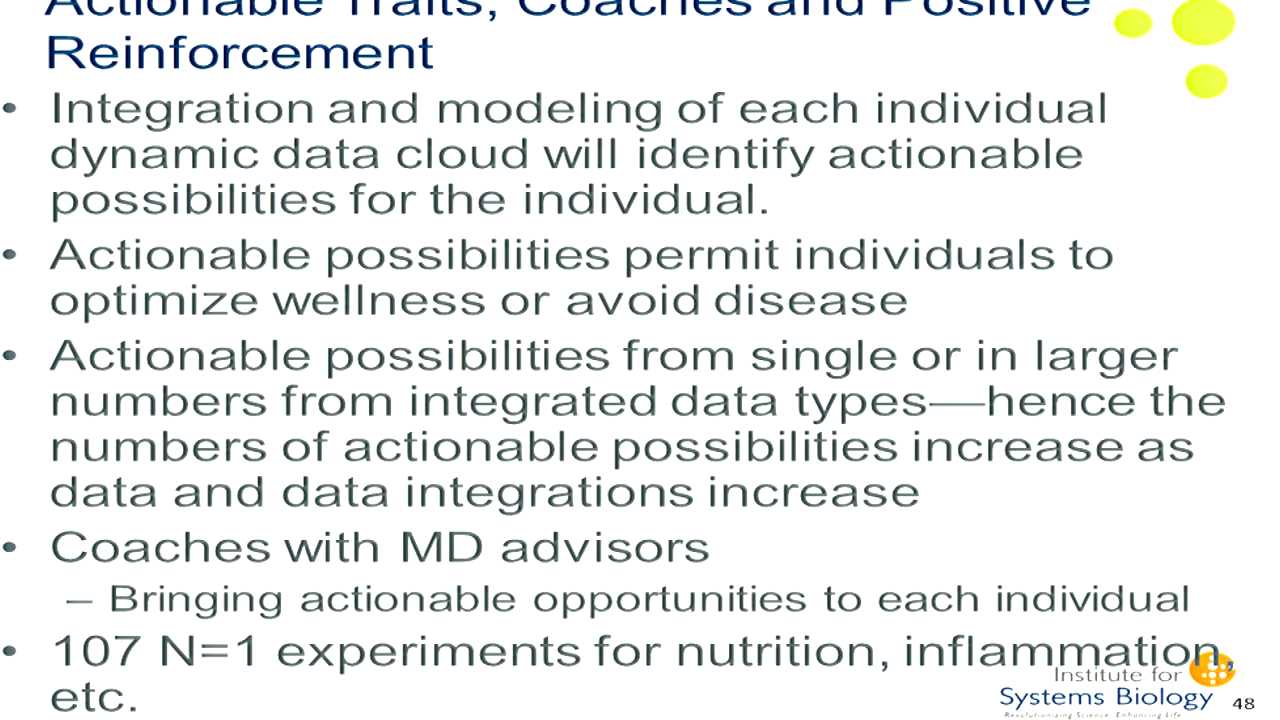 Actionable Traits, Coaches and Positive
Reinforcement
• Integration and modeling of each individual
dynamic data cloud will identify actionable
possibilities for the individual.
• Actionable possibilities permit individuals to
optimize wellness or avoid disease
• Actionable possibilities from single or in larger
numbers from integrated data types—hence the
numbers of actionable possibilities increase as
data and data integrations increase
• Coaches with MD advisors
– Bringing actionable opportunities to each individual
• 107 N=1 experiments for nutrition, inflammation,
etc.
Institute for
Systems Biology
Revolutionizing Science. Enhancing Life.
48